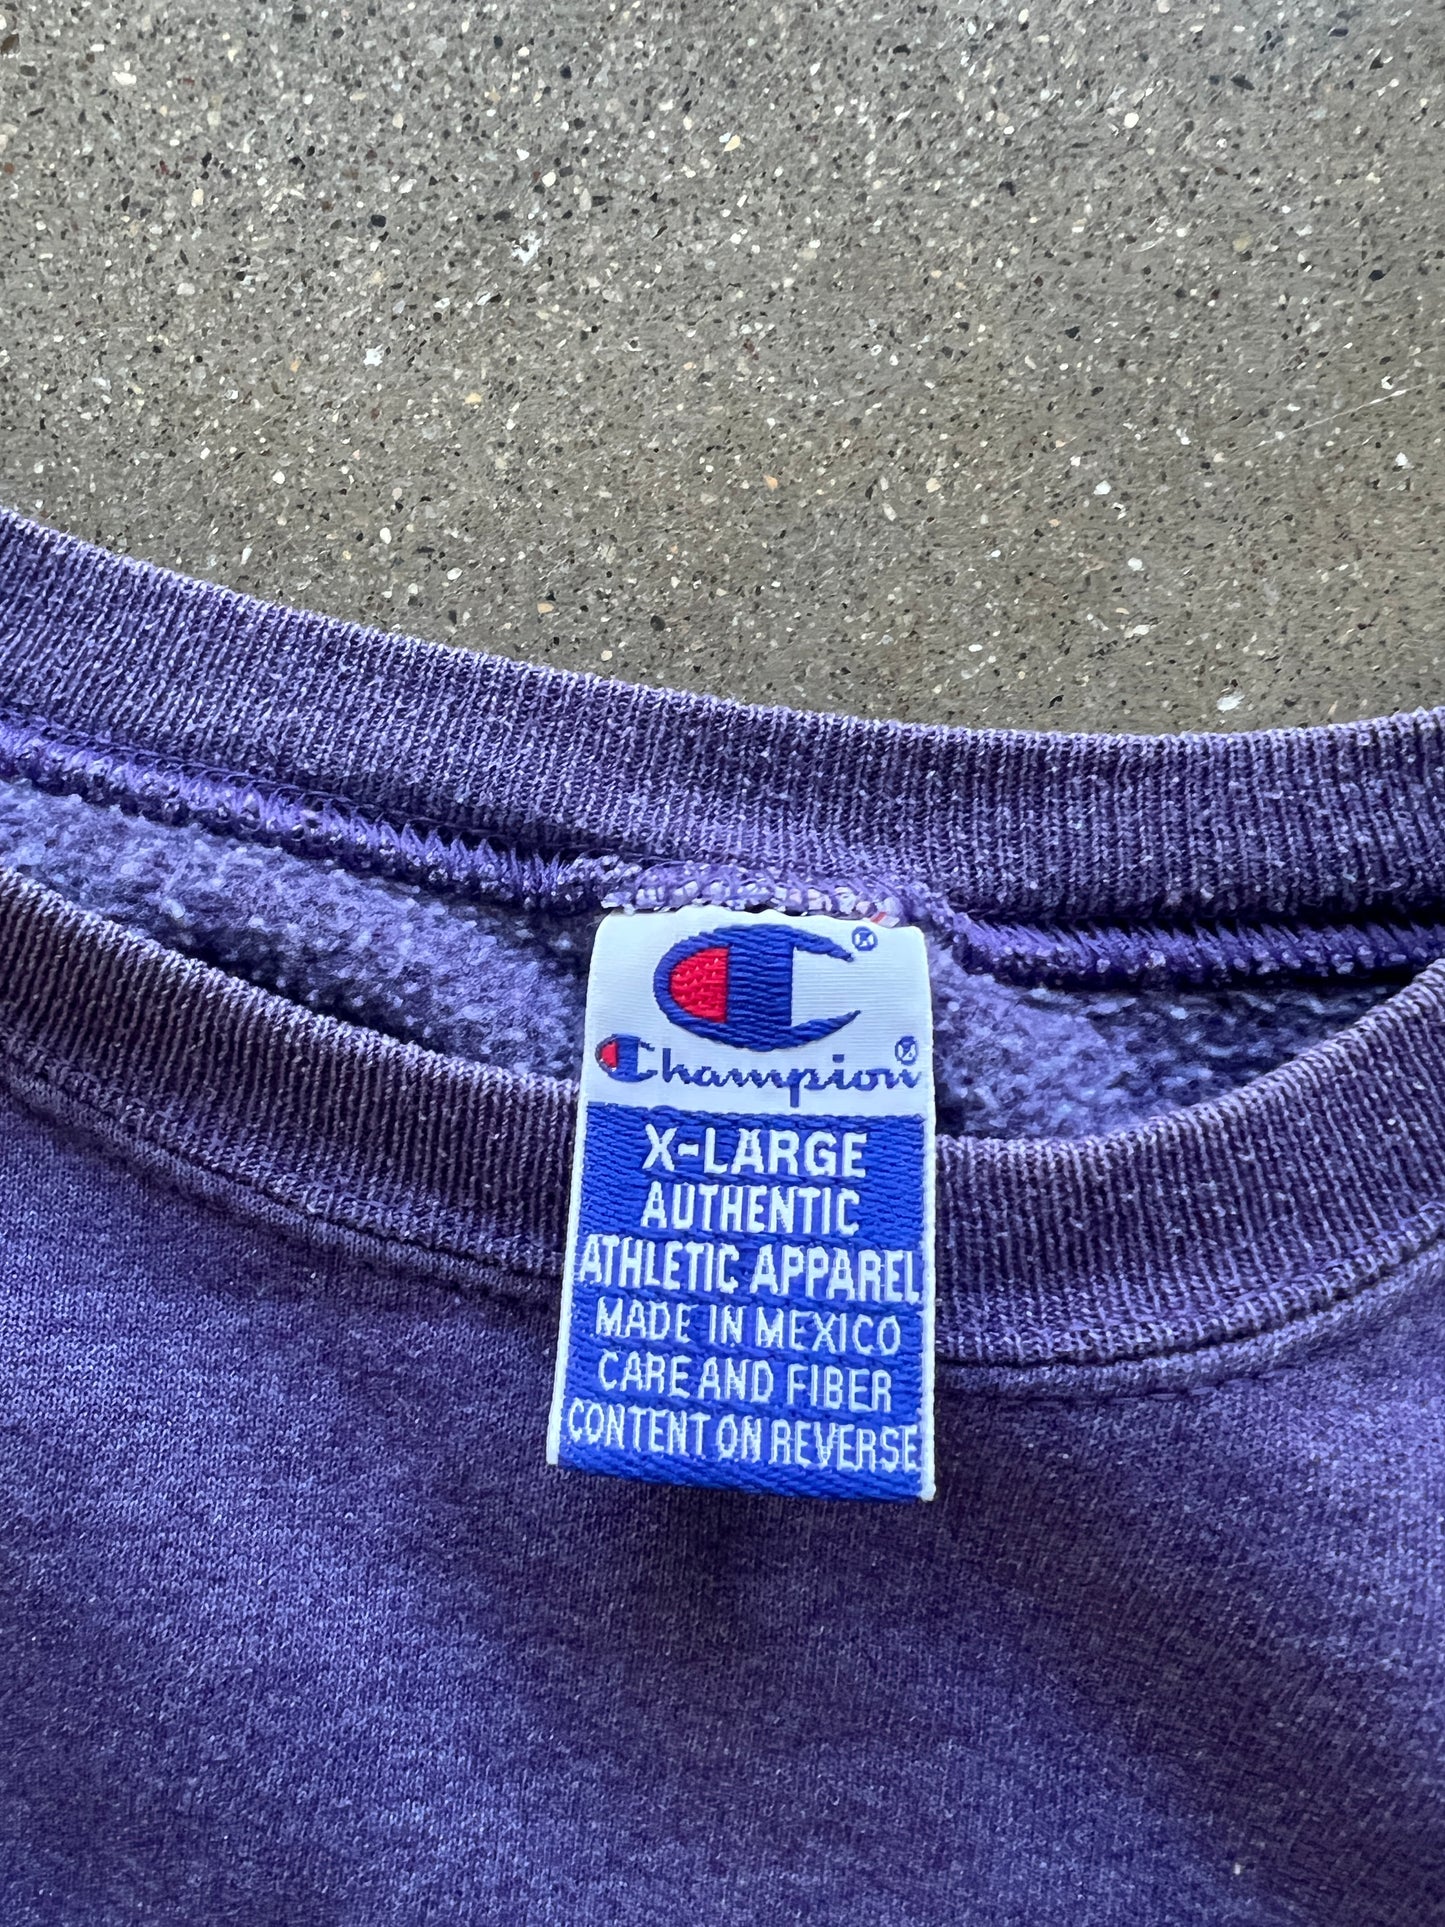 ®
Champion®
X-LARGE
AUTHENTIC
ATHLETIC APPAREL
MADE IN MEXICO
CARE AND FIBER
CONTENT ON REVERSE